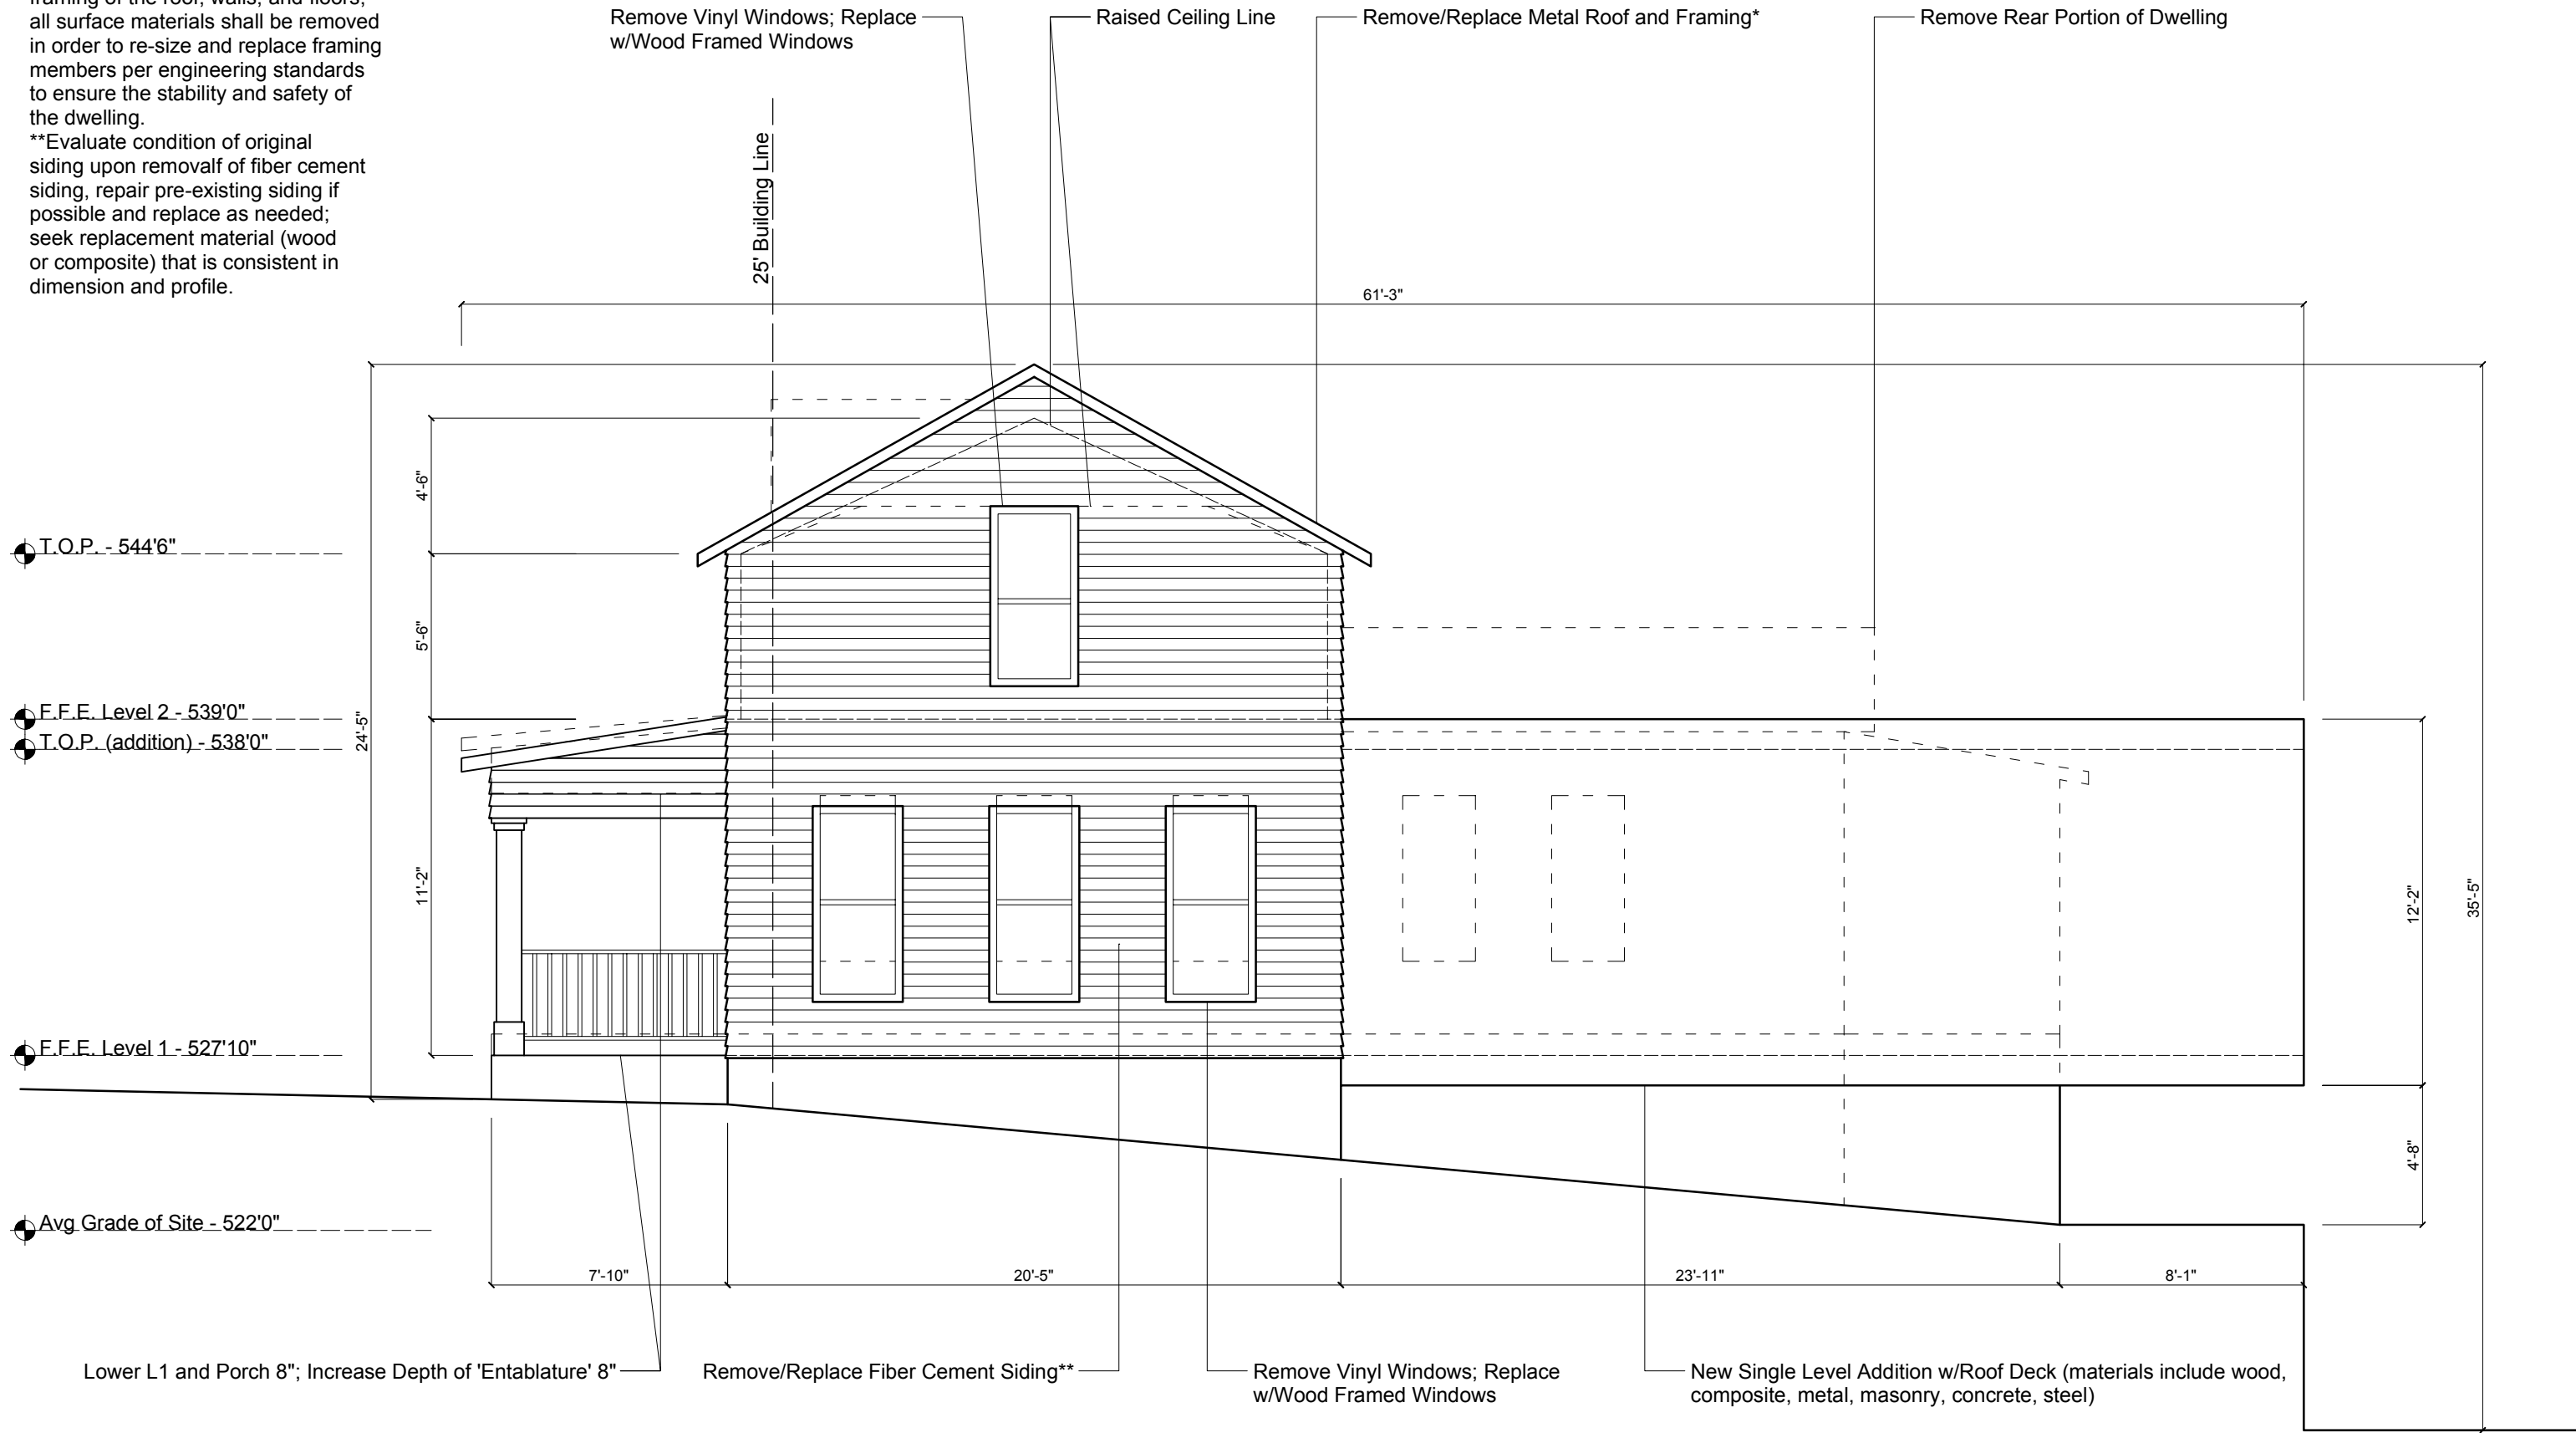 framing of the roof, walls, and floors,
all surface materials shall be removed
in order to re-size and replace framing
members per engineering standards
to ensure the stability and safety of
the dwelling.
**Evaluate condition of original
siding upon removalf of fiber cement
siding, repair pre-existing siding if
possible and replace as needed;
seek replacement material (wood
or composite) that is consistent in
dimension and profile.
Remove Vinyl Windows; Replace
w/Wood Framed Windows
Raised Ceiling Line
Remove/Replace Metal Roof and Framing*
Remove Rear Portion of Dwelling
25' Building Line
61'-3"
4'-6"
T.O.P. - 544'6"
5'-6"
F.F.E. Level 2 - 539'0"
T.O.P. (addition) - 538'0"
24'-5"
11'-2"
12'-2"
35'-5"
F.F.E. Level 1 - 527'10"
4'-8"
Avg Grade of Site - 522'0"
7'-10"
20'-5"
23'-11"
8'-1"
Lower L1 and Porch 8"; Increase Depth of 'Entablature' 8"
Remove/Replace Fiber Cement Siding**
Remove Vinyl Windows; Replace
w/Wood Framed Windows
New Single Level Addition w/Roof Deck (materials include wood,
composite, metal, masonry, concrete, steel)